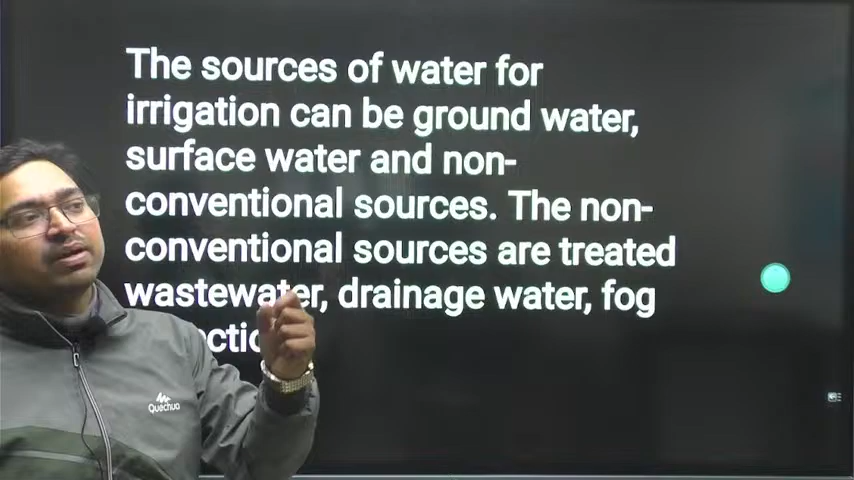 The sources of water for
irrigation can be ground water,
surface water and non-
conventional sources. The non-
conventional sources are treated
wastewater, drainage water, fog
Quechua